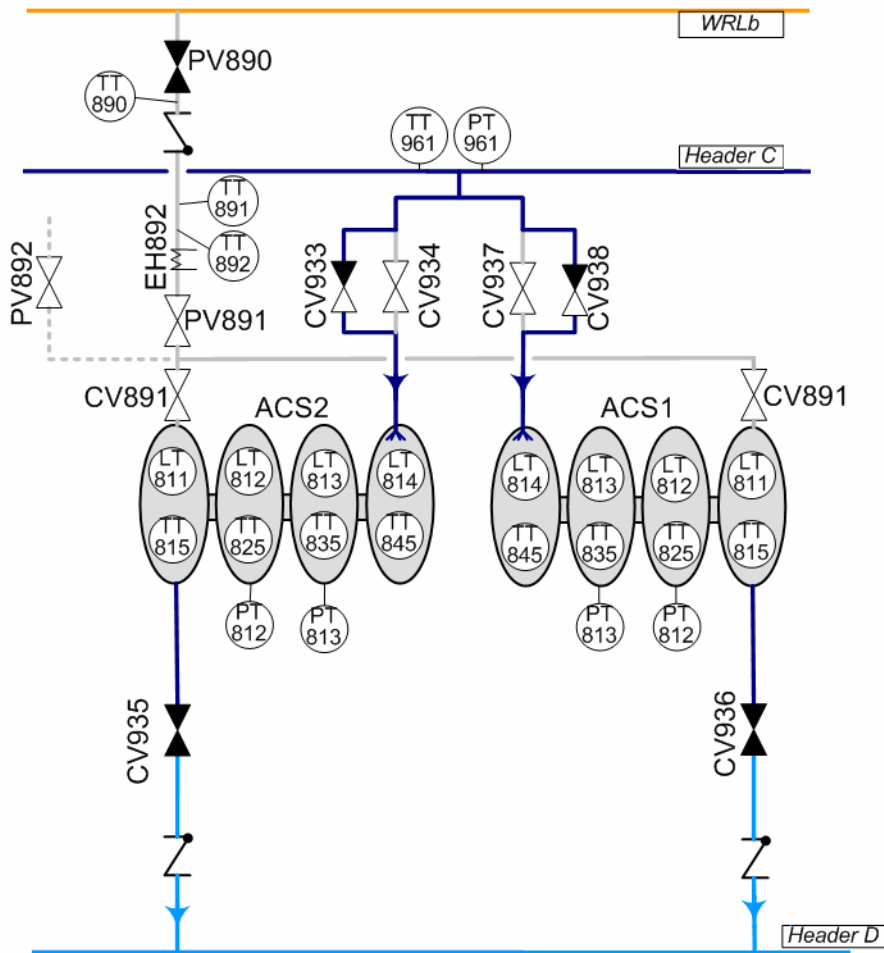 WRLb
PV890
TT
890
TT
961
PT
961
Header C
TT
891
TT
892
EH892
PV892
PV891
CV933
CV934
CV937
CV938
CV891
ACS2
ACS1
CV891
LT
811
LT
812
LT
813
LT
814
LT
814
LT
813
LT
812
LT
811
TT
815
TT
825
TT
835
TT
845
TT
845
TT
835
TT
825
TT
815
PT
812
PT
813
PT
813
PT
812
CV935
CV936
Header D